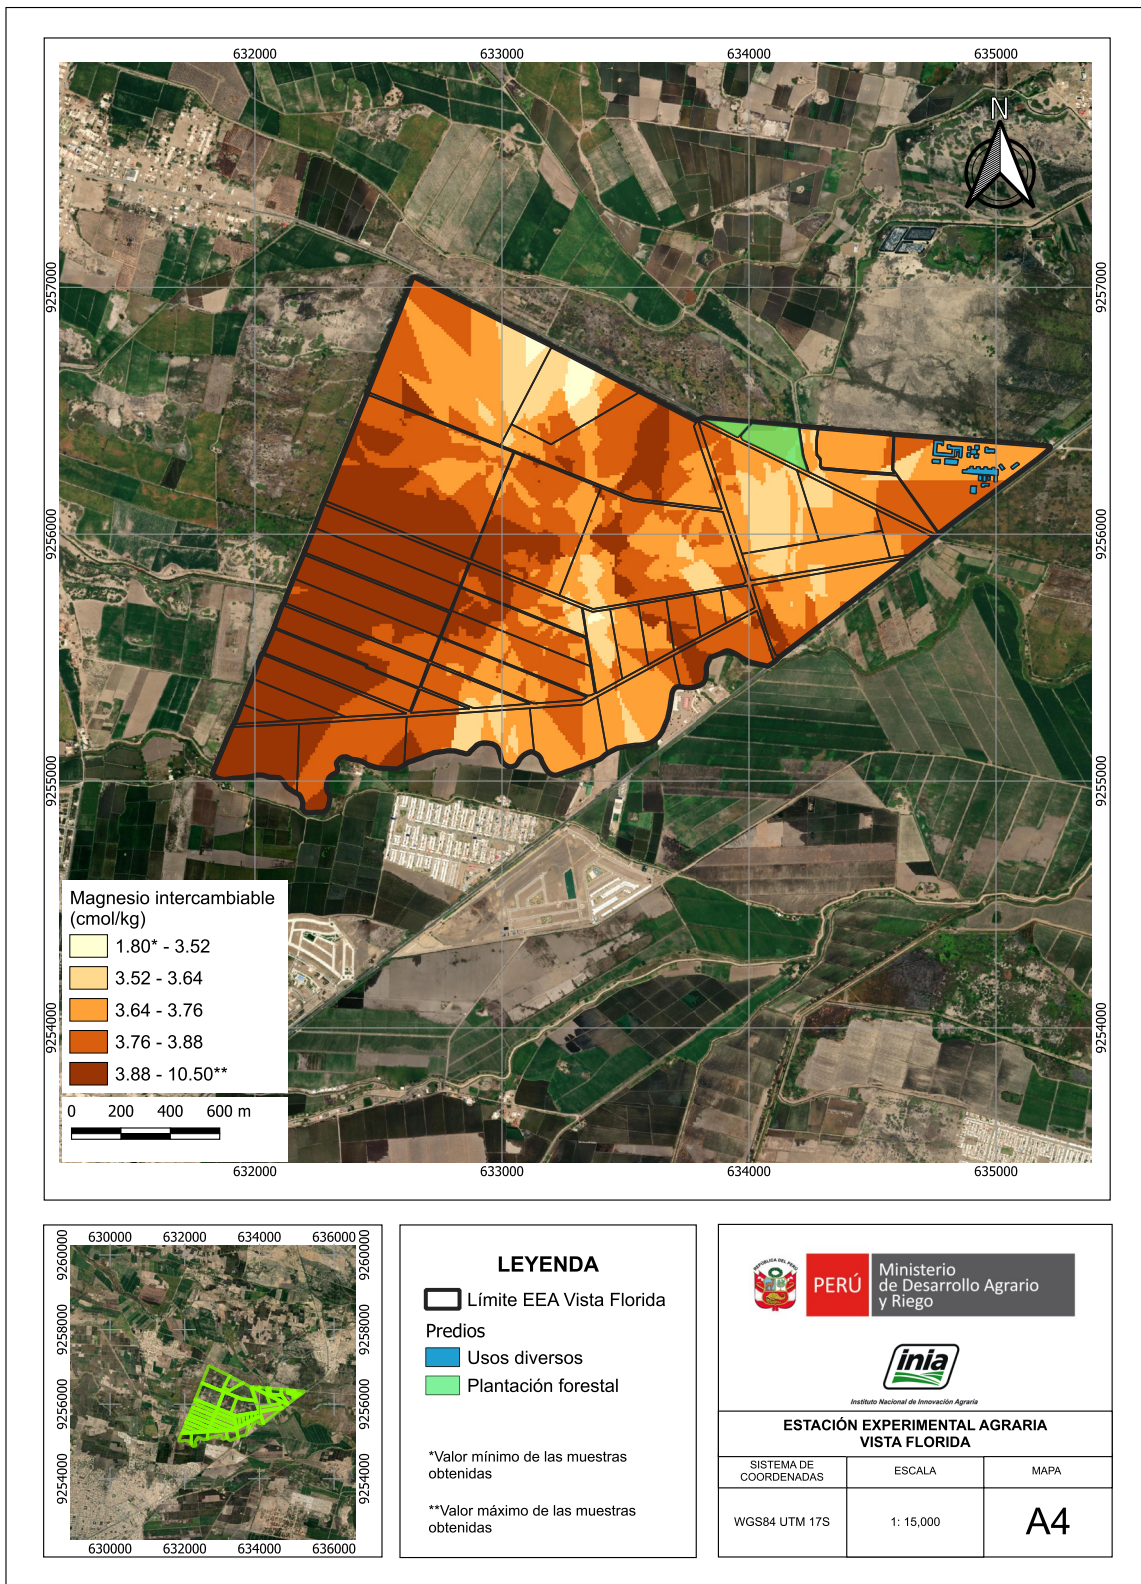 632000
633000
634000
635000
N
9257000
9257000
9256000
9256000
9255000
9255000
9254000
9254000
Magnesio intercambiable
(cmol/kg)
1.80* - 3.52
3.52 - 3.64
3.64 - 3.76
3.76 - 3.88
3.88 - 10.50**
0 200 400 600 m
632000
633000
634000
635000
630000 632000 634000 636000
9260000
9260000
9258000
9258000
9256000
9256000
9254000
9254000
630000 632000 634000 636000
LEYENDA
Límite EEA Vista Florida
Predios
Usos diversos
Plantación forestal
*Valor mínimo de las muestras
obtenidas
**Valor máximo de las muestras
obtenidas
REPÚBLICA DEL PERÚ
PERÚ
Ministerio
de Desarrollo Agrario
y Riego
inia
Instituto Nacional de Innovación Agraria
ESTACIÓN EXPERIMENTAL AGRARIA
VISTA FLORIDA
SISTEMA DE
COORDENADAS
ESCALA
MAPA
WGS84 UTM 17S
1: 15,000
A4